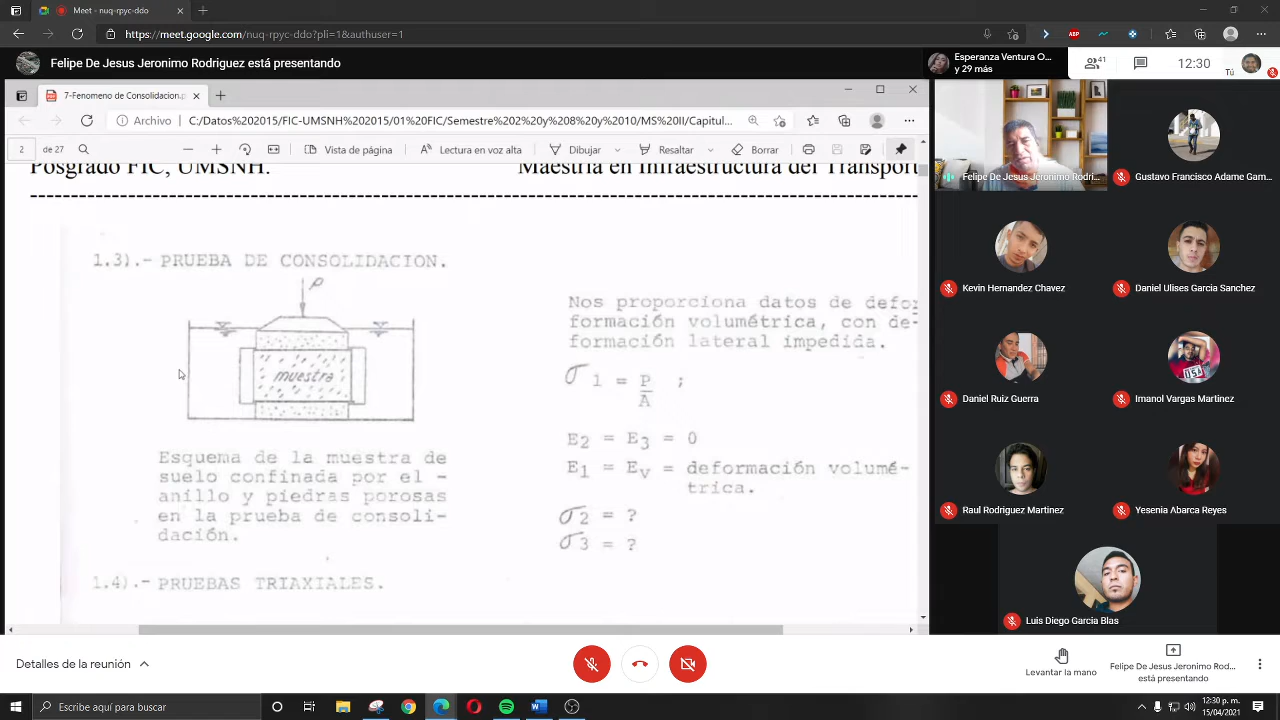 Meet - nuq-rpyc-ddo
https://meet.google.com/nuq-rpyc-ddo?pli=1&authuser=1
ABP
Felipe De Jesus Jeronimo Rodríguez está presentando
Esperanza Ventura O...
y 29 más
41
12:30
Tú
7-Fenomeno de Consolidacion.p
Archivo
C:/Datos%202015/FIC-UMSNH%202015/01%20FIC/Semestre%202%20y%208%20y%2010/MS%20II/Capitul...
2
de 27
Vista de página
Lectura en voz alta
Dibujar
Resaltar
Borrar
Posgrado FIC, UMSNH.
Maestría en Infraestructura del Transport
1.3).- PRUEBA DE CONSOLIDACION.
P
muestra
Esquema de la muestra de
suelo confinada por el -
anillo y piedras porosas
en la prueba de consoli-
dación.
Nos proporciona datos de defor
formación volumétrica, con de-
formación lateral impedida.
σ1 = P/A ;
E2 = E3 = 0
E1 = EV = deformación volumé-
trica.
σ2 = ?
σ3 = ?
1.4).- PRUEBAS TRIAXIALES.
Felipe De Jesus Jeronimo Rodrí...
Gustavo Francisco Adame Gam...
Kevin Hernandez Chavez
Daniel Ulises Garcia Sanchez
Daniel Ruiz Guerra
Imanol Vargas Martinez
USA
Raul Rodriguez Martinez
Yesenia Abarca Reyes
Luis Diego Garcia Blas
Detalles de la reunión
Levantar la mano
Felipe De Jesus Jeronimo Rod...
está presentando
Escribe aquí para buscar
12:30 p. m.
15/04/2021